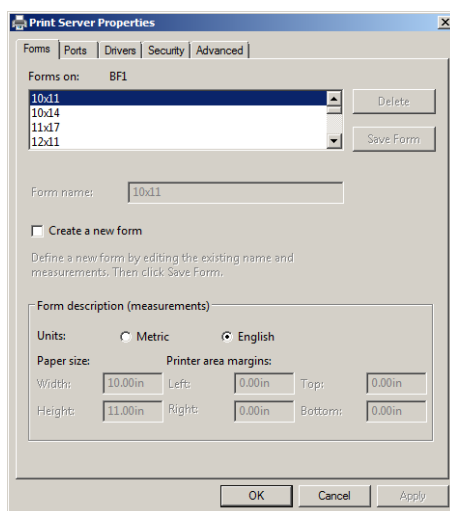 Print Server Properties
Forms Ports Drivers Security Advanced
Forms on: BF1
10x11
10x14
11x17
12x11
Delete
Save Form
Form name: 10x11
Create a new form
Define a new form by editing the existing name and
measurements. Then click Save Form.
Form description (measurements)
Units: Metric English
Paper size: Printer area margins:
Width: 10.00in Left: 0.00in Top: 0.00in
Height: 11.00in Right: 0.00in Bottom: 0.00in
OK Cancel Apply